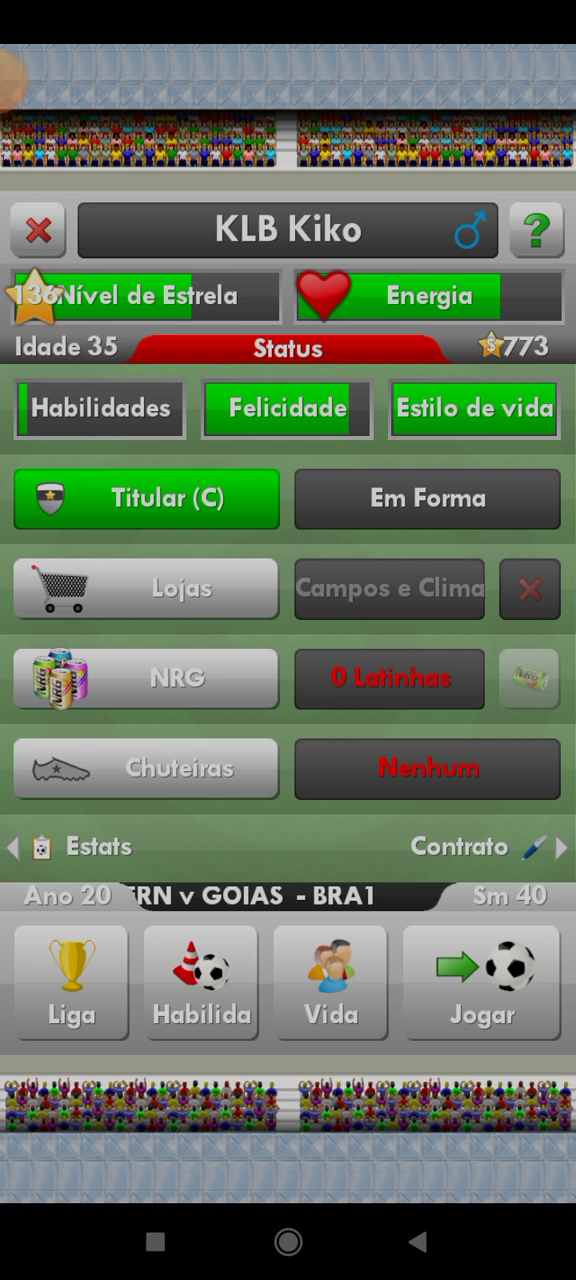 KLB Kiko
136 Nível de Estrela
Energia
Idade 35
Status
773
Habilidades
Felicidade
Estilo de vida
Titular (C)
Em Forma
Lojas
Campos e Clima
NRG
0 Latinhas
Chuteiras
Nenhum
Estats
Contrato
Ano 20
ERN v GOIAS - BRA1
Sm 40
Liga
Habilida
Vida
Jogar